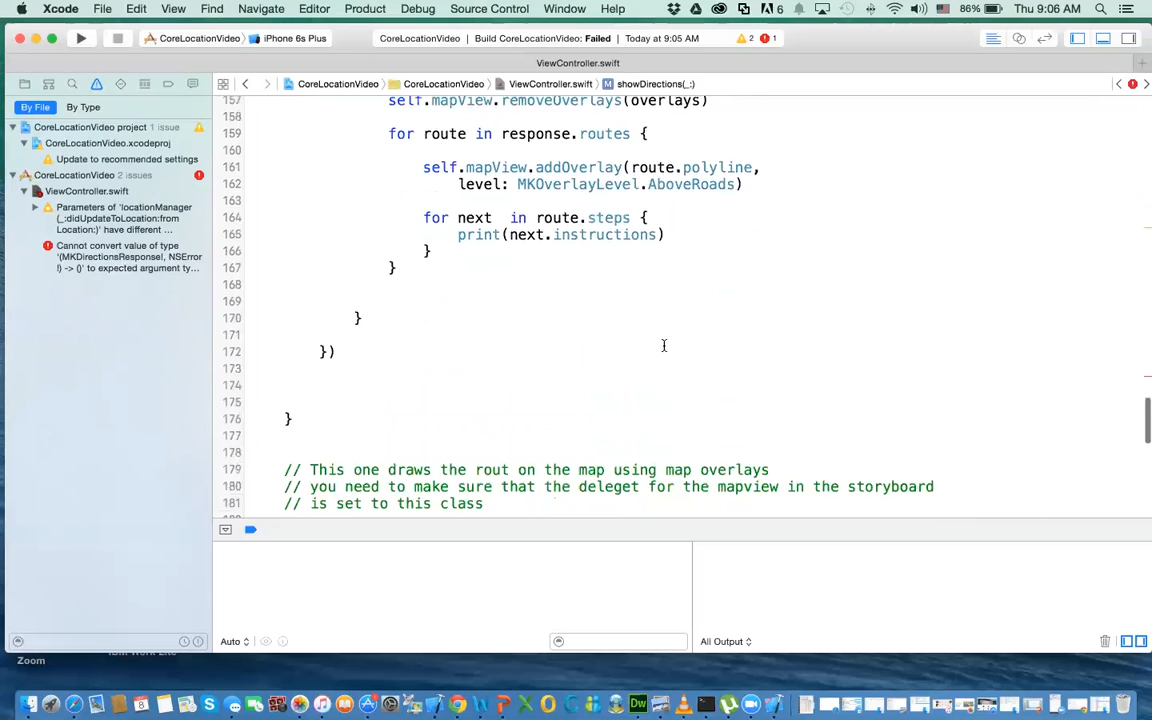 Xcode File Edit View Find Navigate Editor Product Debug Source Control Window Help 6 86% Thu 9:06 AM
CoreLocationVideo iPhone 6s Plus CoreLocationVideo | Build CoreLocationVideo: Failed | Today at 9:05 AM 2 1
ViewController.swift
CoreLocationVideo CoreLocationVideo ViewController.swift M showDirections(_:)
By File By Type
CoreLocationVideo project 1 issue
CoreLocationVideo.xcodeproj
Update to recommended settings
CoreLocationVideo 2 issues
ViewController.swift
Parameters of 'locationManager
(_:didUpdateToLocation:from
Location:)' have different ...
Cannot convert value of type
'(MKDirectionsResponse!, NSError
!) -> ()' to expected argument ty...
157 self.mapView.removeOverlays(overlays)
158
159 for route in response.routes {
160
161 self.mapView.addOverlay(route.polyline,
162 level: MKOverlayLevel.AboveRoads)
163
164 for next in route.steps {
165 print(next.instructions)
166 }
167 }
168
169
170 }
171
172 })
173
174
175
176 }
177
178
179 // This one draws the rout on the map using map overlays
180 // you need to make sure that the deleget for the mapview in the storyboard
181 // is set to this class
Auto All Output
Zoom